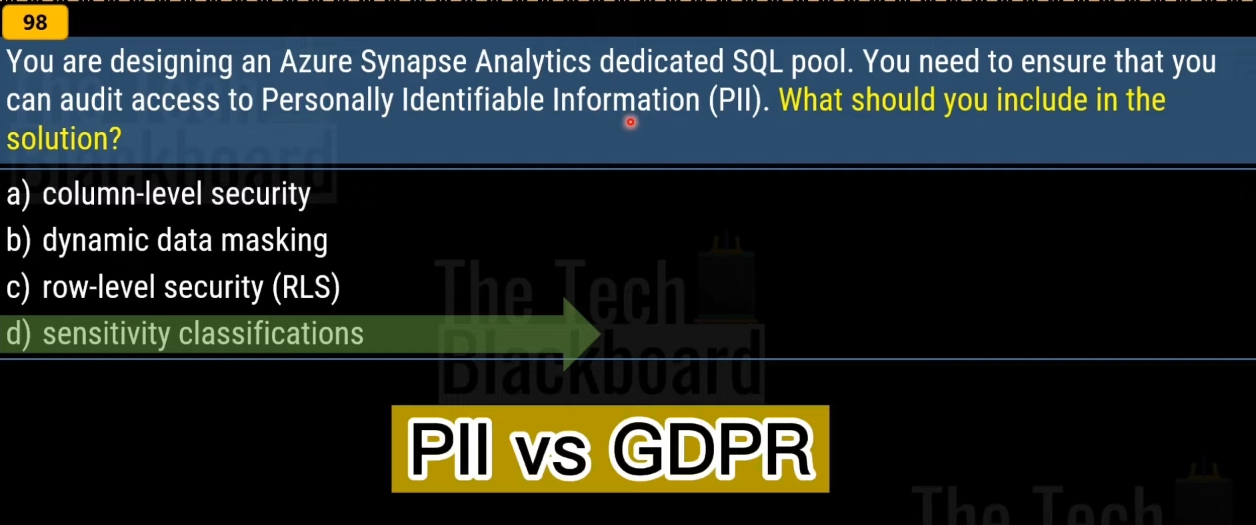 98
You are designing an Azure Synapse Analytics dedicated SQL pool. You need to ensure that you
can audit access to Personally Identifiable Information (PII). What should you include in the
solution?
a) column-level security
b) dynamic data masking
c) row-level security (RLS)
d) sensitivity classifications
The Tech
Blackboard
PII vs GDPR
The Tech